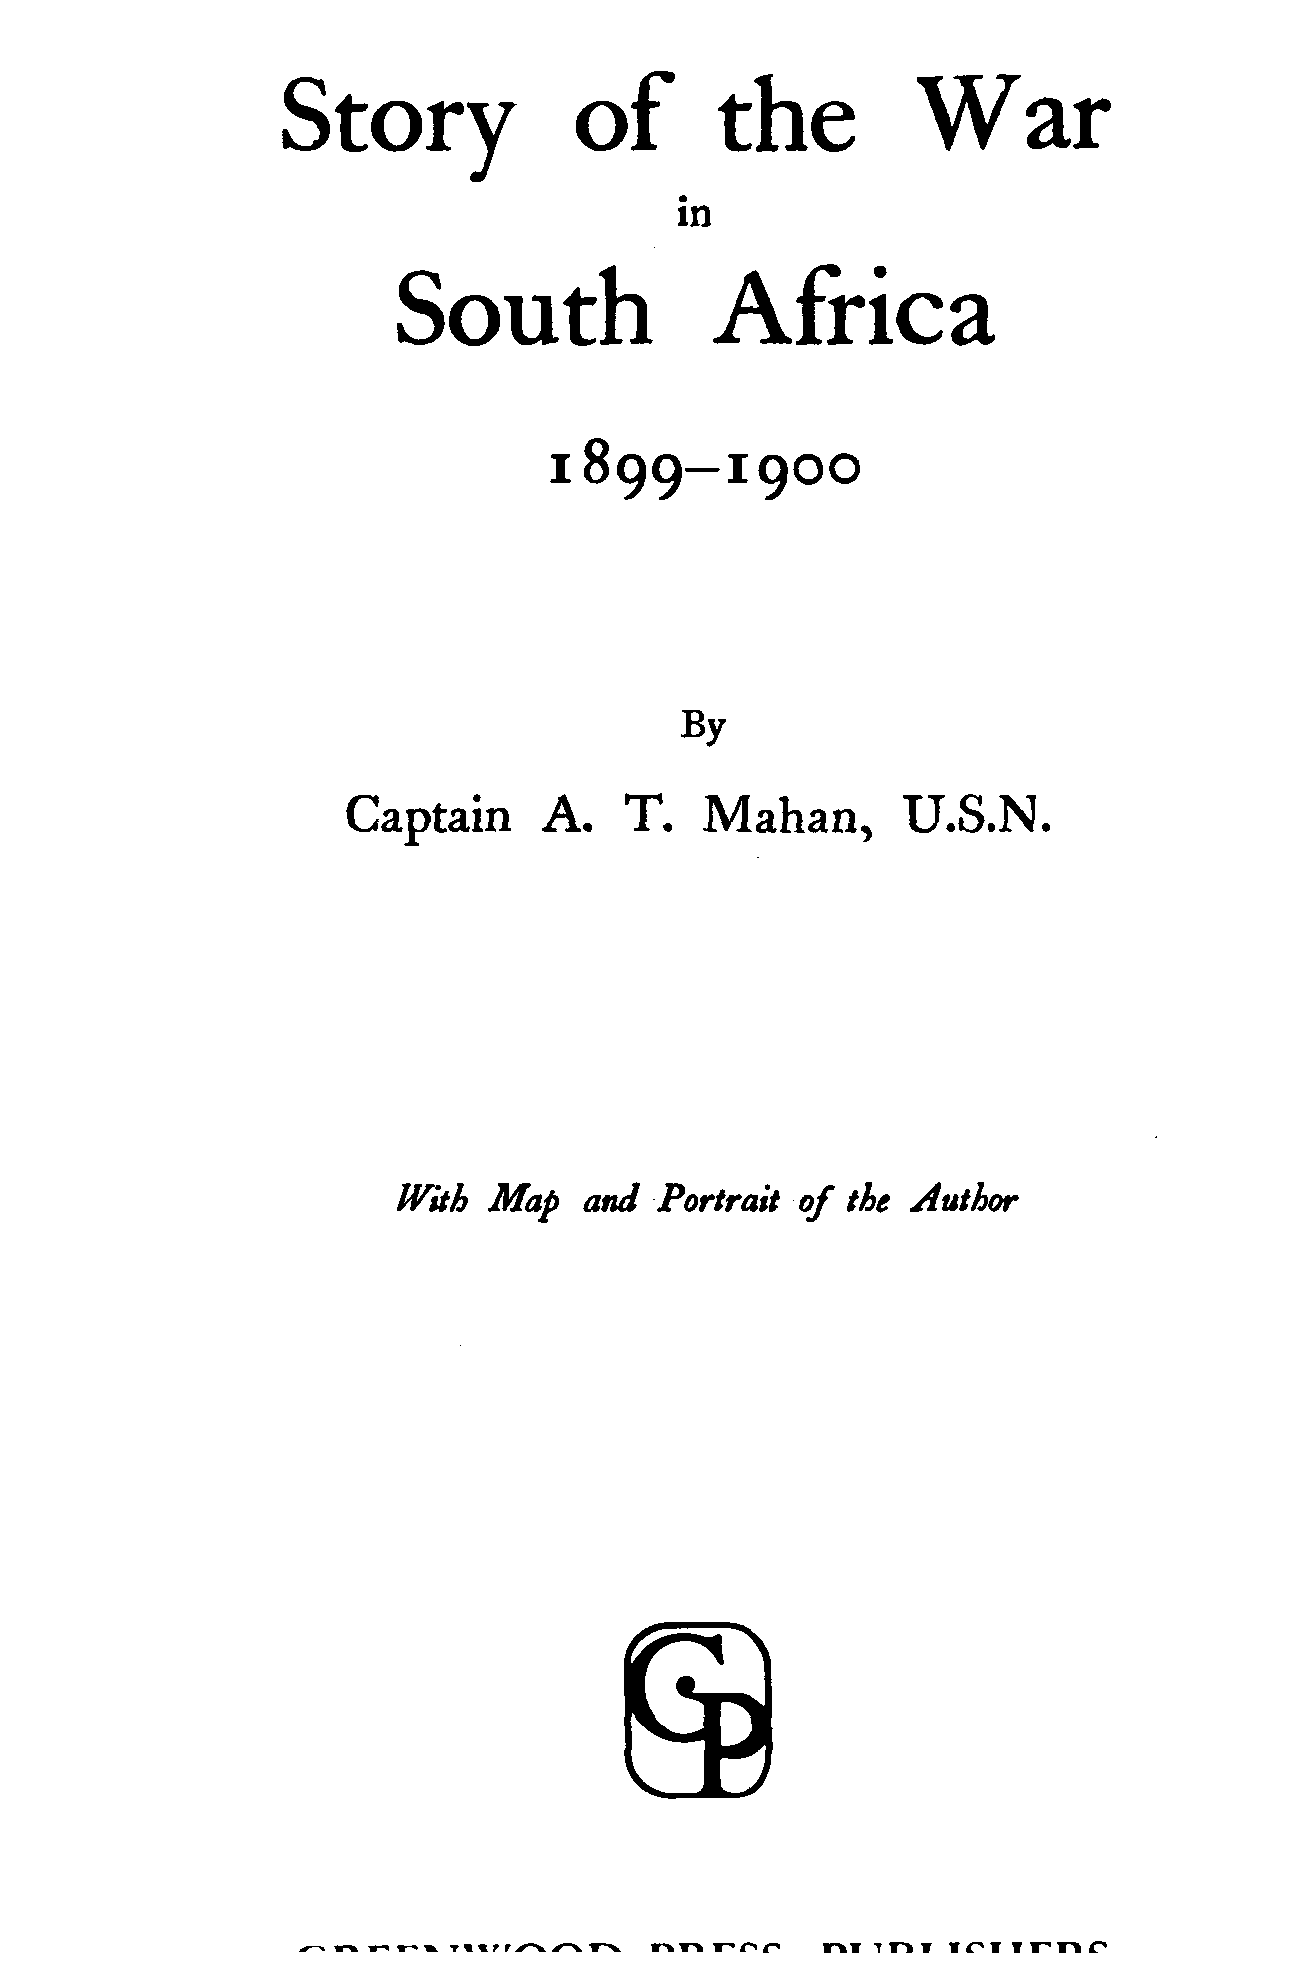 Story of the War
in
South Africa
1899–1900
By
Captain A. T. Mahan, U.S.N.
With Map and Portrait of the Author
GP
GREENWOOD PRESS, PUBLISHERS